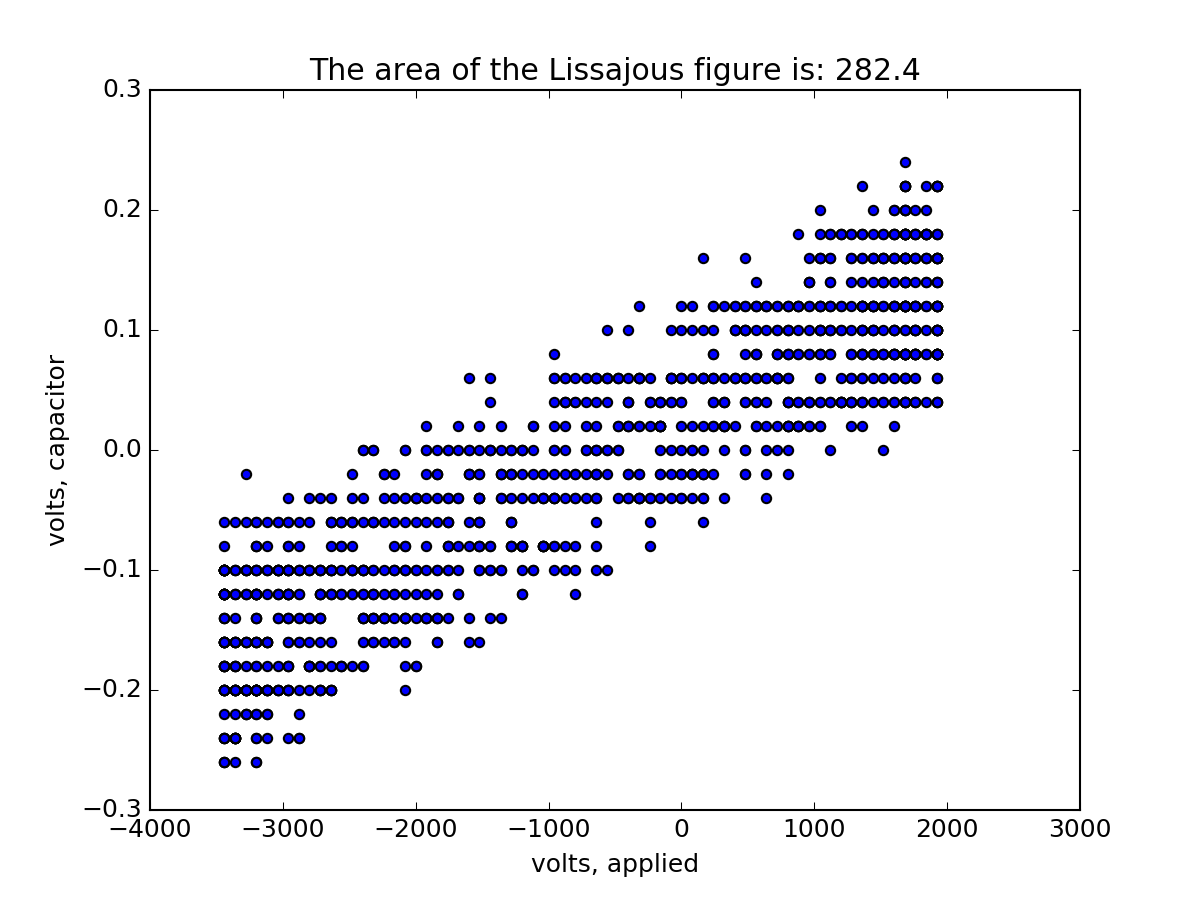 The area of the Lissajous figure is: 282.4
0.3
0.2
0.1
0.0
−0.1
−0.2
−0.3
−4000 −3000 −2000 −1000 0 1000 2000 3000
volts, applied
volts, capacitor